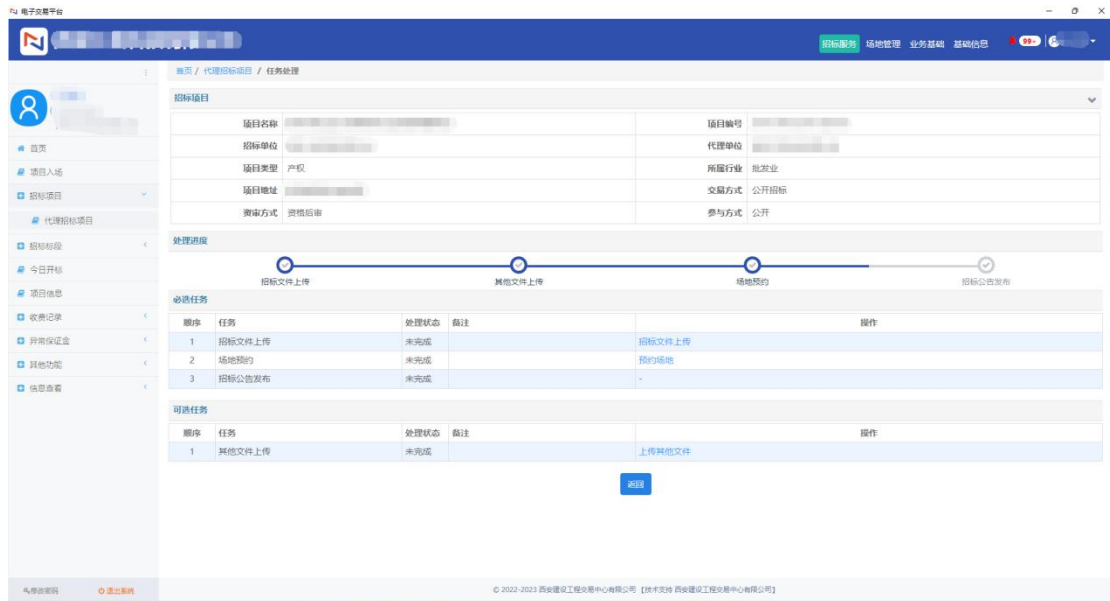 电子交易平台
招标服务 场地管理 业务基础 基础信息 99+
首页 / 代理招标项目 / 任务处理
招标项目
项目名称 项目编号
招标单位 代理单位
项目类型 产权 所属行业 批发业
项目地址 交易方式 公开招标
资审方式 资格后审 参与方式 公开
首页
项目入场
招标项目
代理招标项目
招标标段
今日开标
项目信息
收费记录
异常保证金
其他功能
信息查看
处理进度
招标文件上传 其他文件上传 场地预约 招标公告发布
必选任务
顺序 任务 处理状态 备注 操作
1 招标文件上传 未完成 招标文件上传
2 场地预约 未完成 预约场地
3 招标公告发布 未完成 -
可选任务
顺序 任务 处理状态 备注 操作
1 其他文件上传 未完成 上传其他文件
返回
修改密码 退出系统
© 2022-2023 西安建设工程交易中心有限公司 【技术支持 西安建设工程交易中心有限公司】